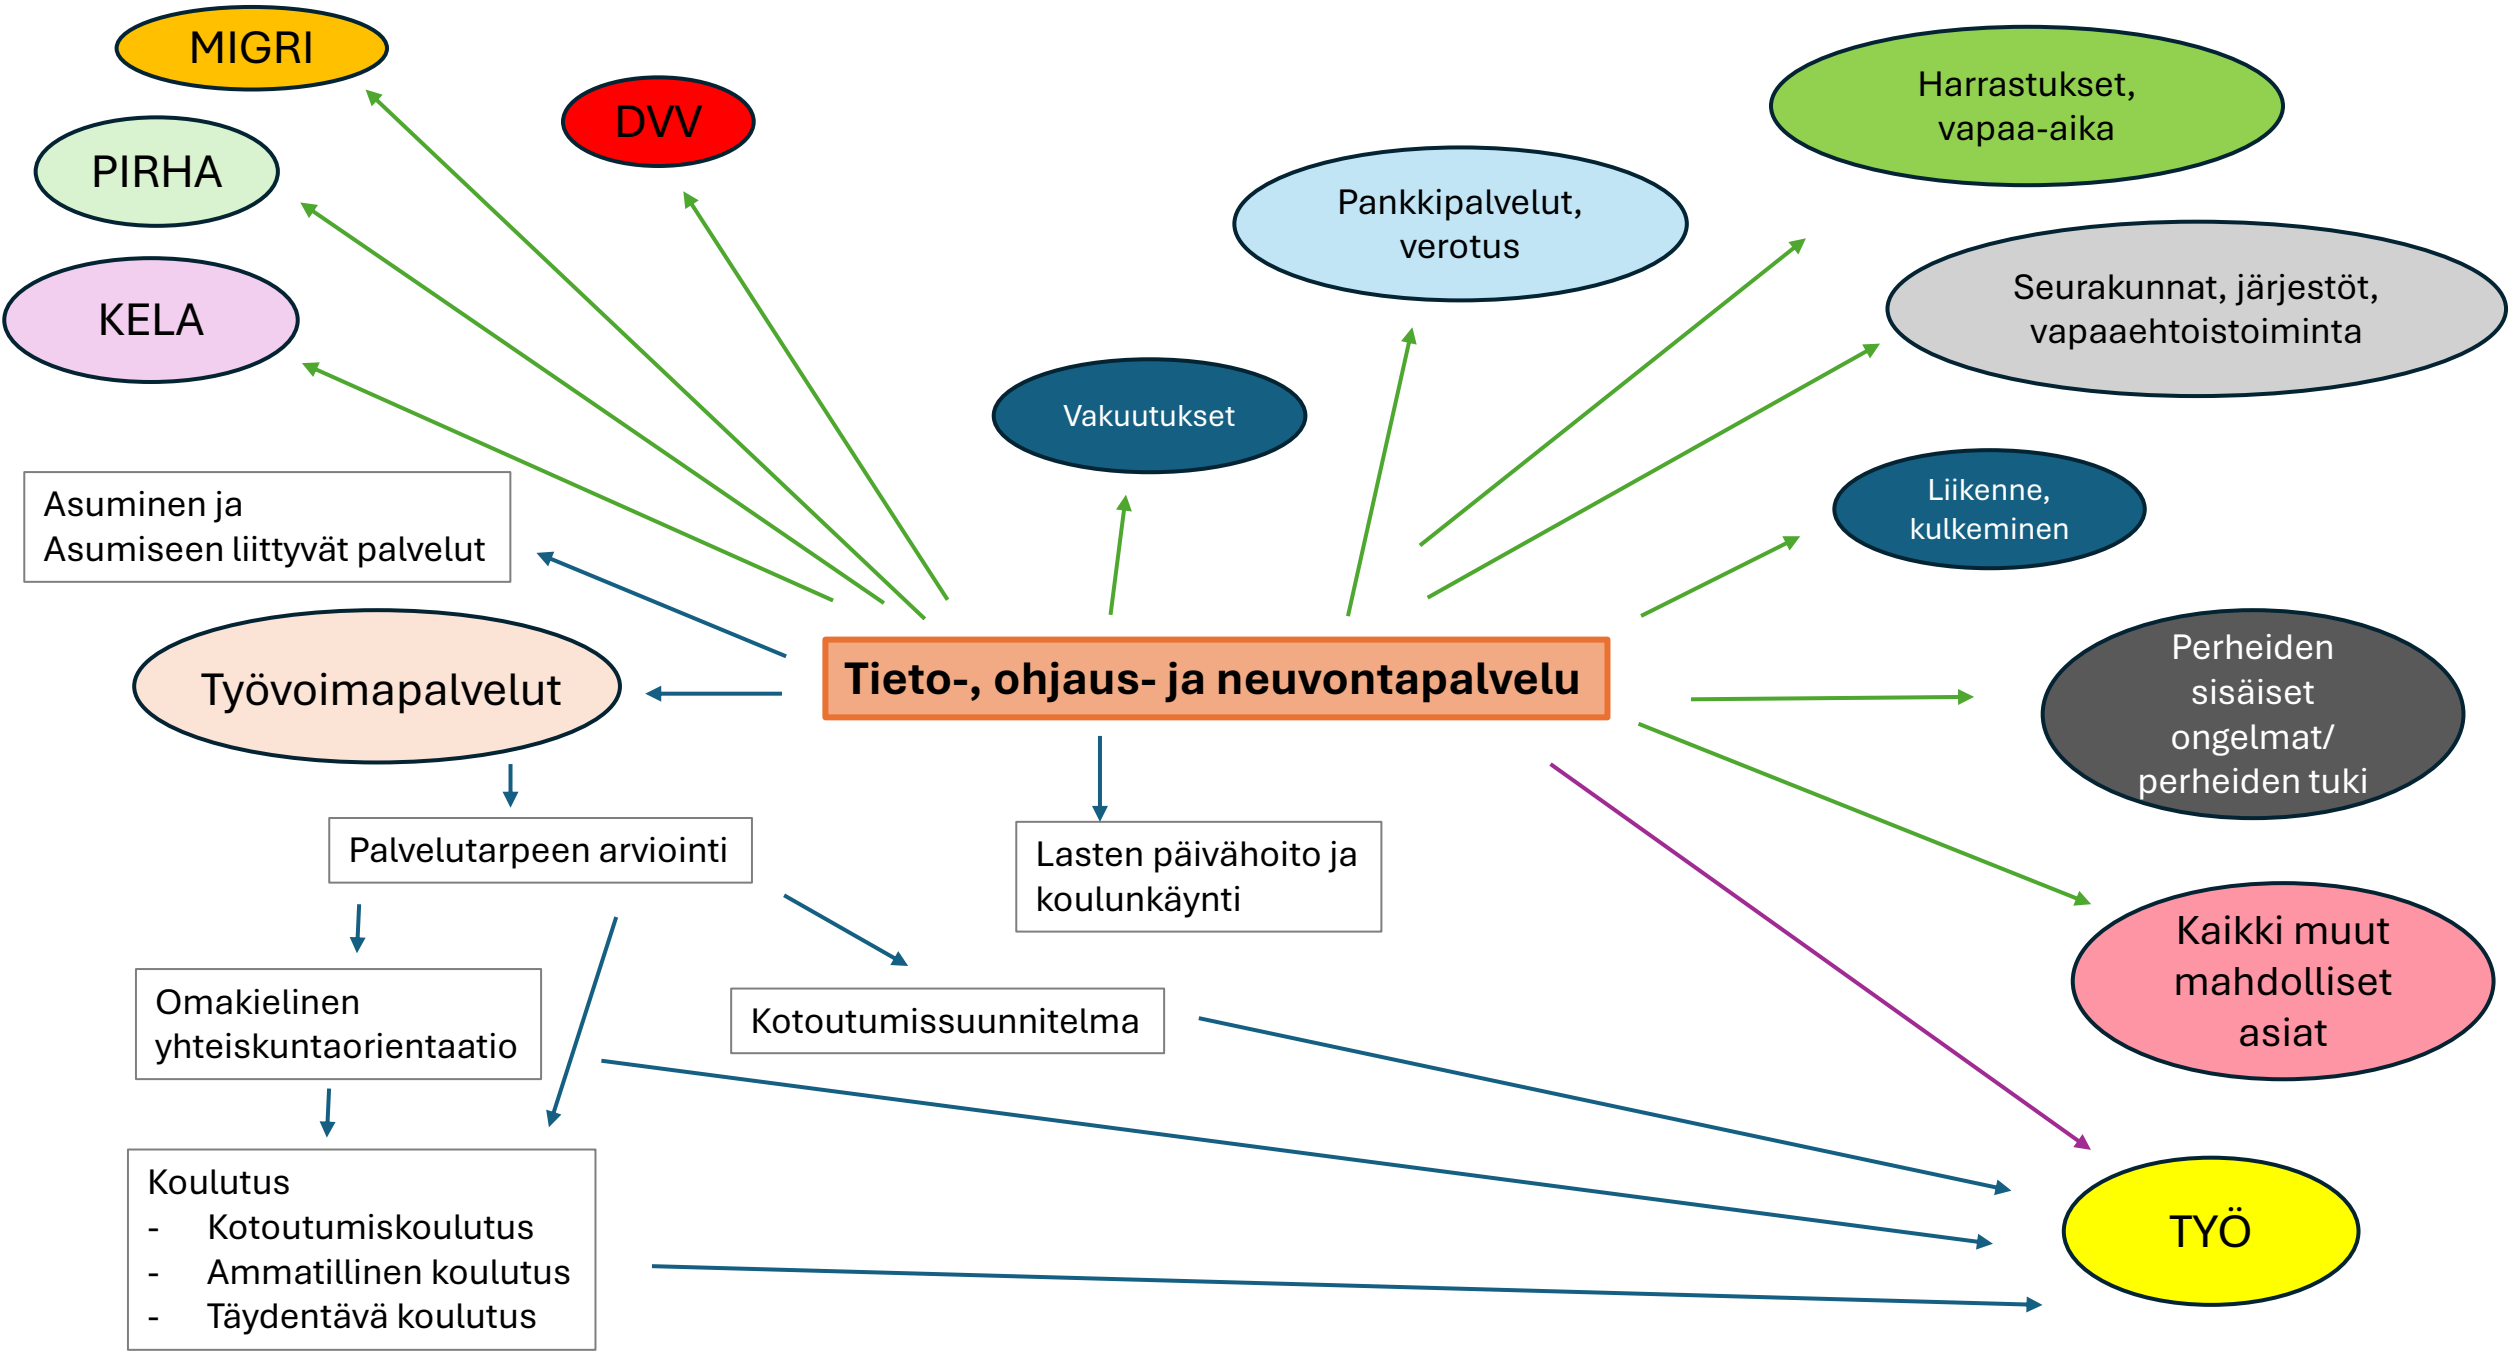 MIGRI
DVV
PIRHA
KELA
Harrastukset,
vapaa-aika
Pankkipalvelut,
verotus
Seurakunnat, järjestöt,
vapaaehtoistoiminta
Vakuutukset
Liikenne,
kulkeminen
Asuminen ja
Asumiseen liittyvät palvelut
Työvoimapalvelut
Tieto-, ohjaus- ja neuvontapalvelu
Perheiden
sisäiset
ongelmat/
perheiden tuki
Palvelutarpeen arviointi
Lasten päivähoito ja
koulunkäynti
Kaikki muut
mahdolliset
asiat
Omakielinen
yhteiskuntaorientaatio
Kotoutumissuunnitelma
Koulutus
- Kotoutumiskoulutus
- Ammatillinen koulutus
- Täydentävä koulutus
TYÖ